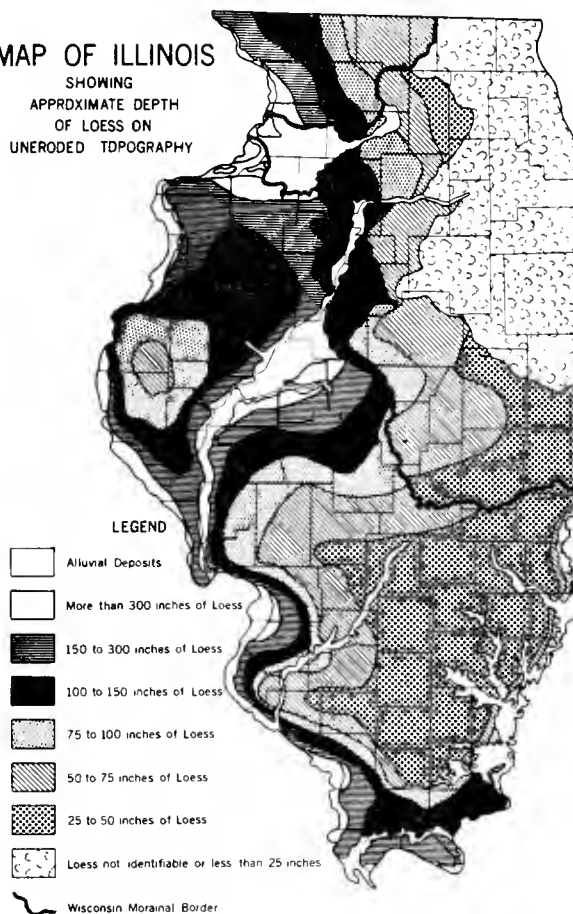 MAP OF ILLINOIS
SHOWING
APPROXIMATE DEPTH
OF LOESS ON
UNERODED TOPOGRAPHY
LEGEND
Alluvial Deposits
More than 300 inches of Loess
150 to 300 inches of Loess
100 to 150 inches of Loess
75 to 100 inches of Loess
50 to 75 inches of Loess
25 to 50 inches of Loess
Loess not identifiable or less than 25 inches
Wisconsin Morainal Border